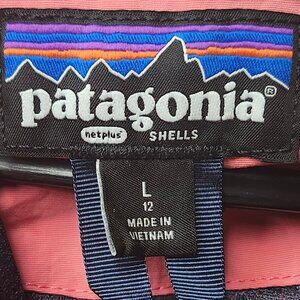 patagonia®
netplus® SHELLS
L
12
MADE IN
VIETNAM